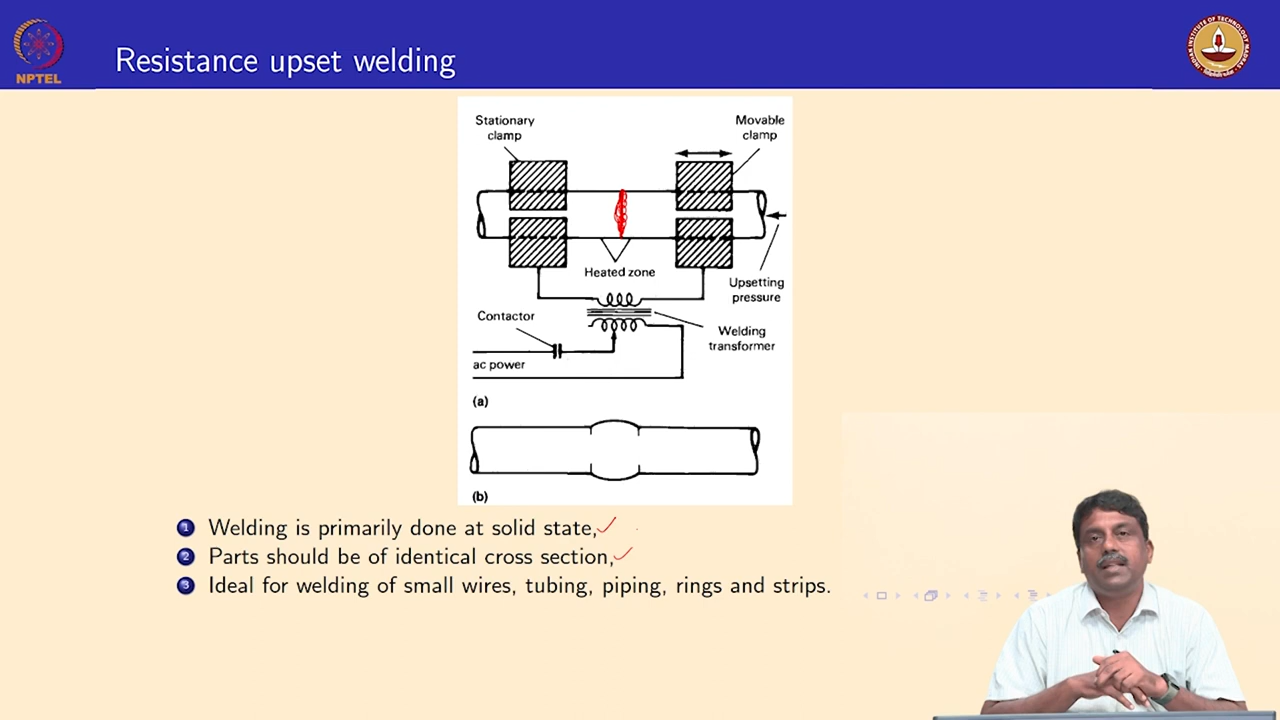 NPTEL
Resistance upset welding
Stationary
clamp
Movable
clamp
Heated zone
Upsetting
pressure
Contactor
Welding
transformer
ac power
(a)
(b)
1 Welding is primarily done at solid state,
2 Parts should be of identical cross section,
3 Ideal for welding of small wires, tubing, piping, rings and strips.